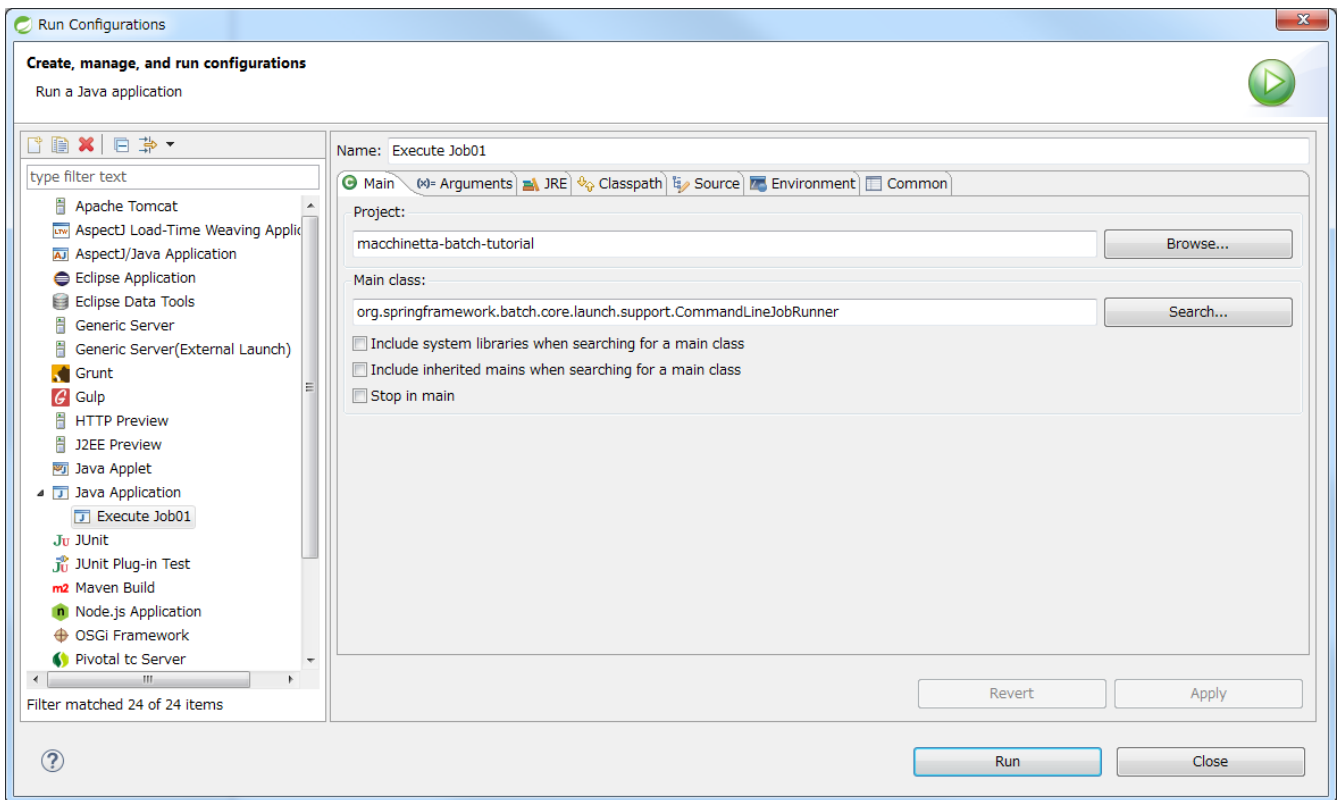 Run Configurations
Create, manage, and run configurations
Run a Java application
type filter text
Apache Tomcat
AspectJ Load-Time Weaving Applic
AspectJ/Java Application
Eclipse Application
Eclipse Data Tools
Generic Server
Generic Server(External Launch)
Grunt
Gulp
HTTP Preview
J2EE Preview
Java Applet
Java Application
Execute Job01
JUnit
JUnit Plug-in Test
m2 Maven Build
Node.js Application
OSGi Framework
Pivotal tc Server
Filter matched 24 of 24 items
Name: Execute Job01
Main (x)= Arguments JRE Classpath Source Environment Common
Project:
macchinetta-batch-tutorial Browse...
Main class:
org.springframework.batch.core.launch.support.CommandLineJobRunner Search...
Include system libraries when searching for a main class
Include inherited mains when searching for a main class
Stop in main
Revert Apply
Run Close